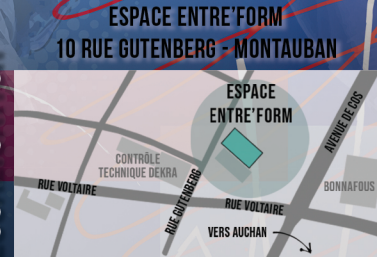 ESPACE ENTRE'FORM
10 RUE GUTENBERG - MONTAUBAN
ESPACE
ENTRE'FORM
AVENUE DE COS
CONTRÔLE
TECHNIQUE DEKRA
BONNAFOUS
RUE VOLTAIRE
RUE GUTENBERG
RUE VOLTAIRE
VERS AUCHAN